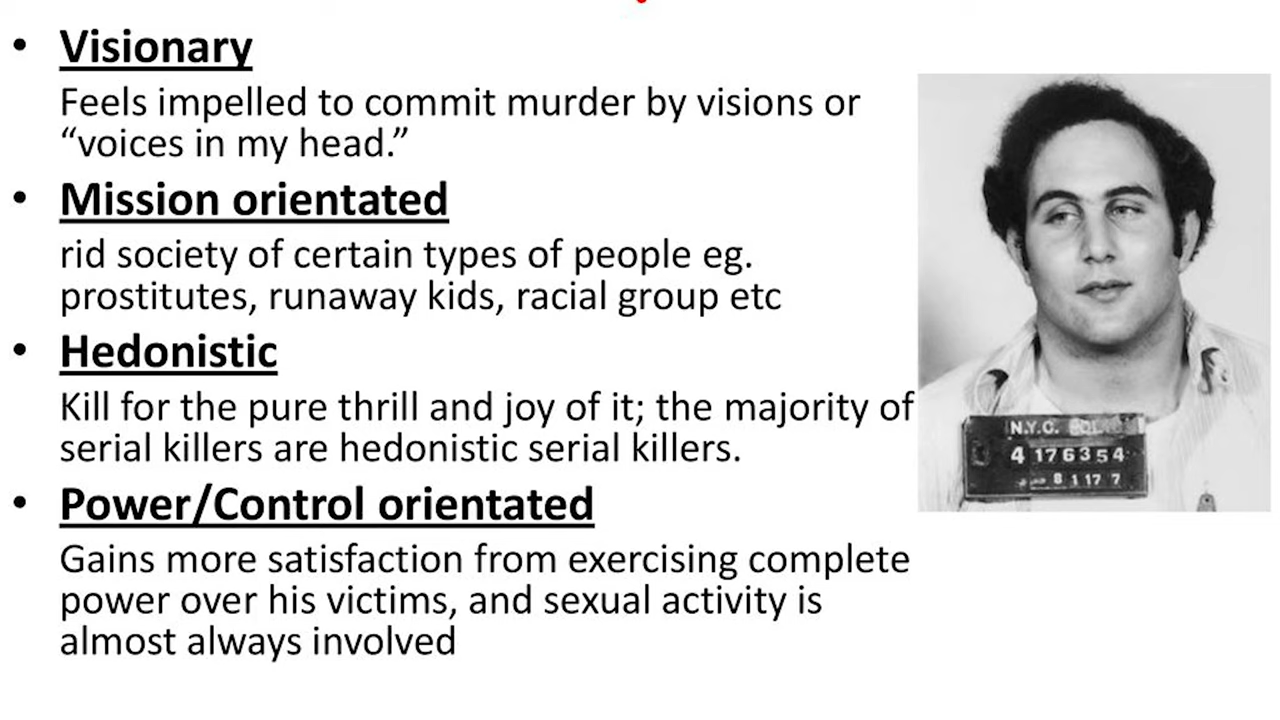 • Visionary
Feels impelled to commit murder by visions or
“voices in my head.”
• Mission orientated
rid society of certain types of people eg.
prostitutes, runaway kids, racial group etc
• Hedonistic
Kill for the pure thrill and joy of it; the majority of
serial killers are hedonistic serial killers.
• Power/Control orientated
Gains more satisfaction from exercising complete
power over his victims, and sexual activity is
almost always involved
N.Y.C.
4 176354
8 11 77